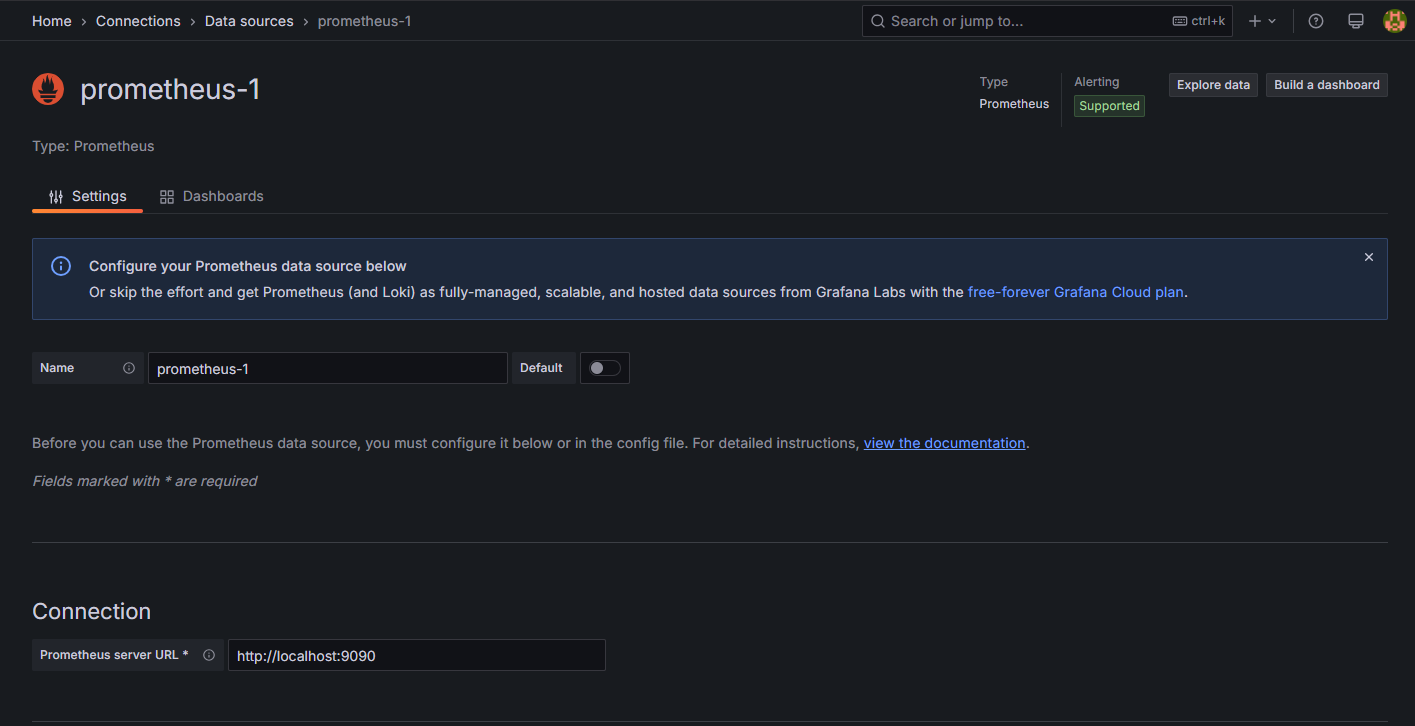 Home › Connections › Data sources › prometheus-1
Search or jump to...
ctrl+k
prometheus-1
Type
Prometheus
Alerting
Supported
Explore data
Build a dashboard
Type: Prometheus
Settings
Dashboards
Configure your Prometheus data source below
Or skip the effort and get Prometheus (and Loki) as fully-managed, scalable, and hosted data sources from Grafana Labs with the free-forever Grafana Cloud plan.
Name
prometheus-1
Default
Before you can use the Prometheus data source, you must configure it below or in the config file. For detailed instructions, view the documentation.
Fields marked with * are required
Connection
Prometheus server URL *
http://localhost:9090